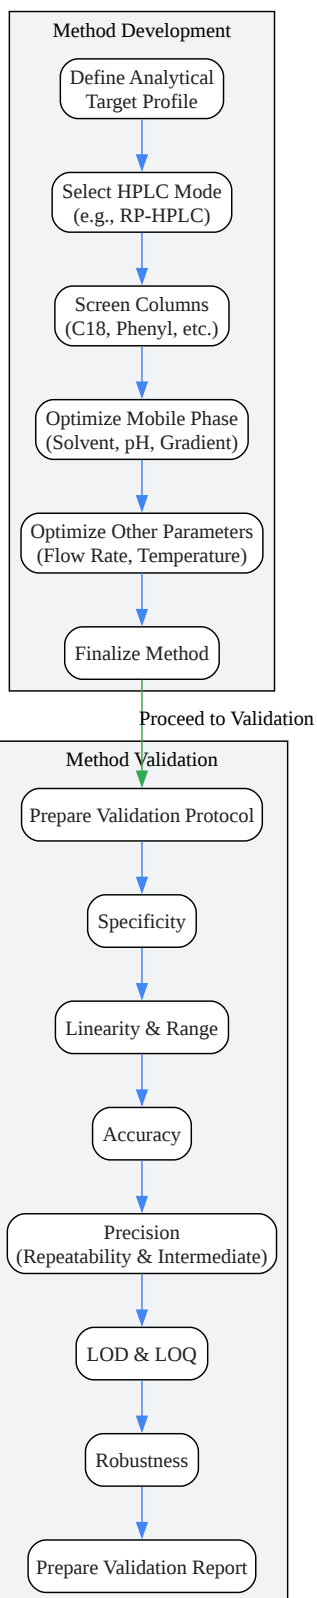 Method Development
Define Analytical
Target Profile
Select HPLC Mode
(e.g., RP-HPLC)
Screen Columns
(C18, Phenyl, etc.)
Optimize Mobile Phase
(Solvent, pH, Gradient)
Optimize Other Parameters
(Flow Rate, Temperature)
Finalize Method
Proceed to Validation
Method Validation
Prepare Validation Protocol
Specificity
Linearity & Range
Accuracy
Precision
(Repeatability & Intermediate)
LOD & LOQ
Robustness
Prepare Validation Report